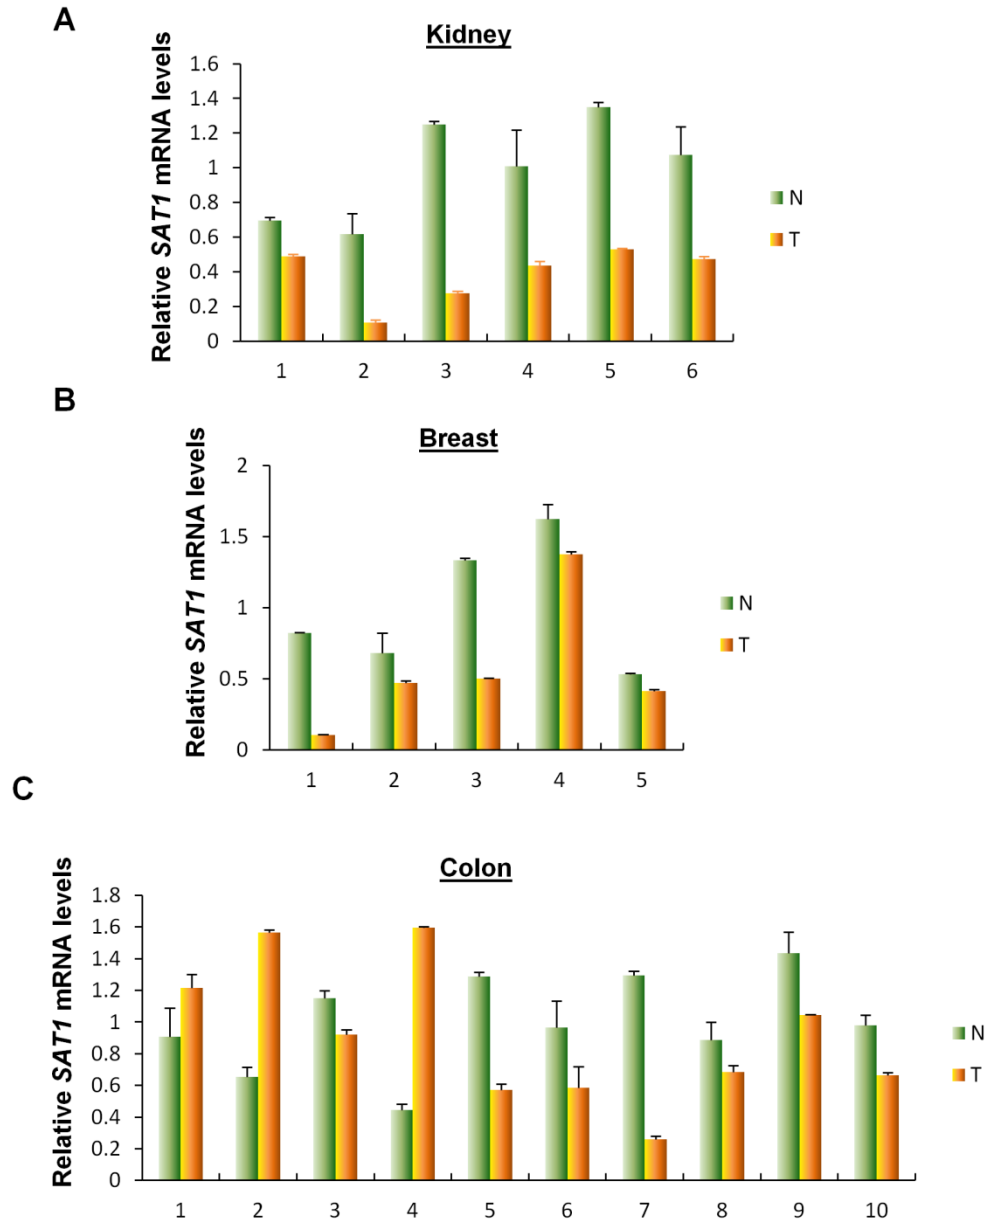 A
Kidney
Relative SAT1 mRNA levels
1.6
1.4
1.2
1
0.8
0.6
0.4
0.2
0
1 2 3 4 5 6
N
T
B
Breast
Relative SAT1 mRNA levels
2
1.5
1
0.5
0
1 2 3 4 5
N
T
C
Colon
Relative SAT1 mRNA levels
1.8
1.6
1.4
1.2
1
0.8
0.6
0.4
0.2
0
1 2 3 4 5 6 7 8 9 10
N
T